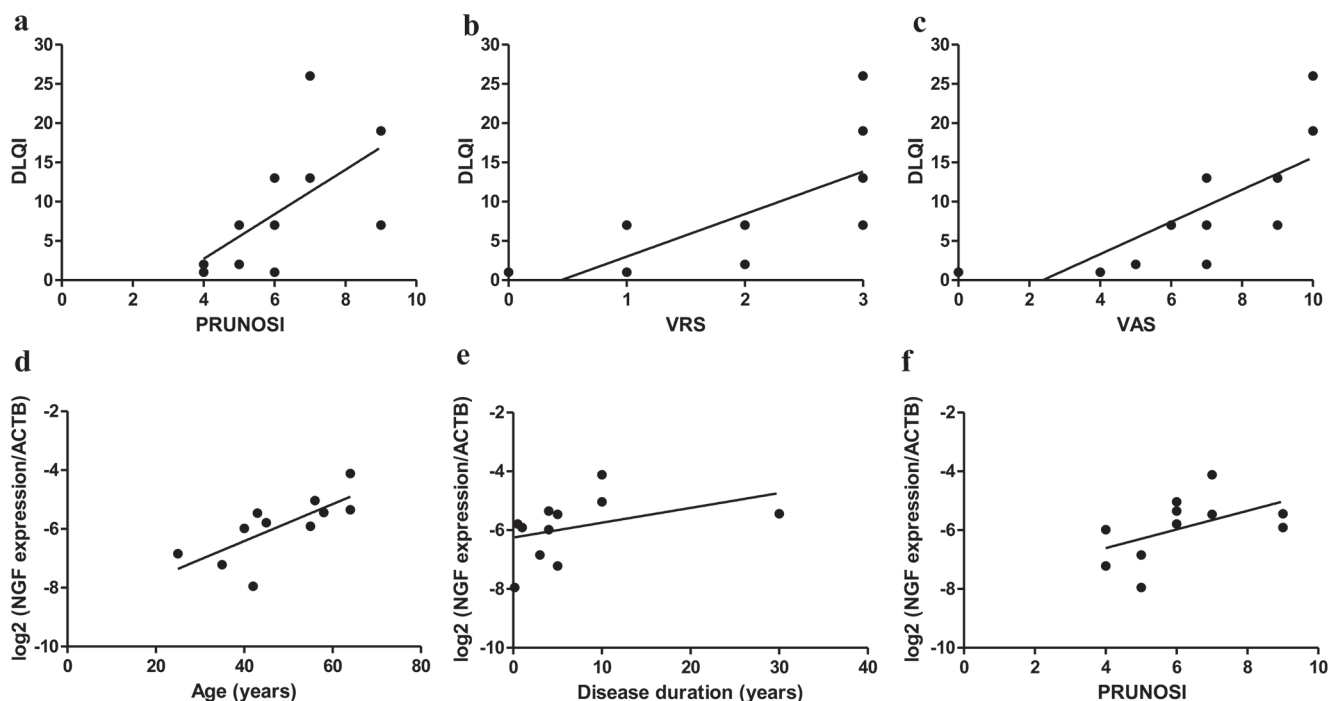 a
30
25
20
15
10
5
0
DLQI
0 2 4 6 8 10
PRUNOSI
b
30
25
20
15
10
5
0
DLQI
0 1 2 3
VRS
c
30
25
20
15
10
5
0
DLQI
0 2 4 6 8 10
VAS
d
-2
-4
-6
-8
-10
log2 (NGF expression/ACTB)
0 20 40 60 80
Age (years)
e
-2
-4
-6
-8
-10
log2 (NGF expression/ACTB)
0 10 20 30 40
Disease duration (years)
f
-2
-4
-6
-8
-10
log2 (NGF expression/ACTB)
0 2 4 6 8 10
PRUNOSI